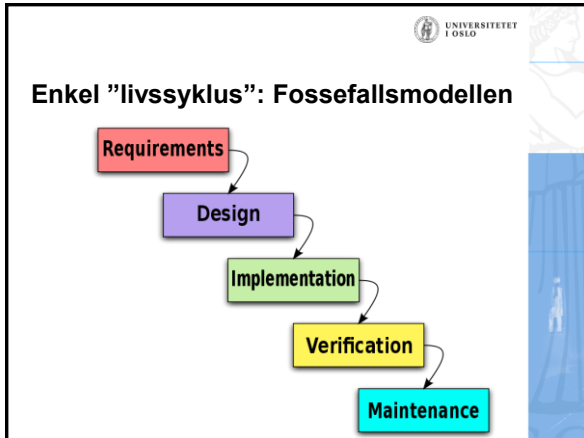 UNIVERSITETET
I OSLO
Enkel ”livssyklus”: Fossefallsmodellen
Requirements
Design
Implementation
Verification
Maintenance